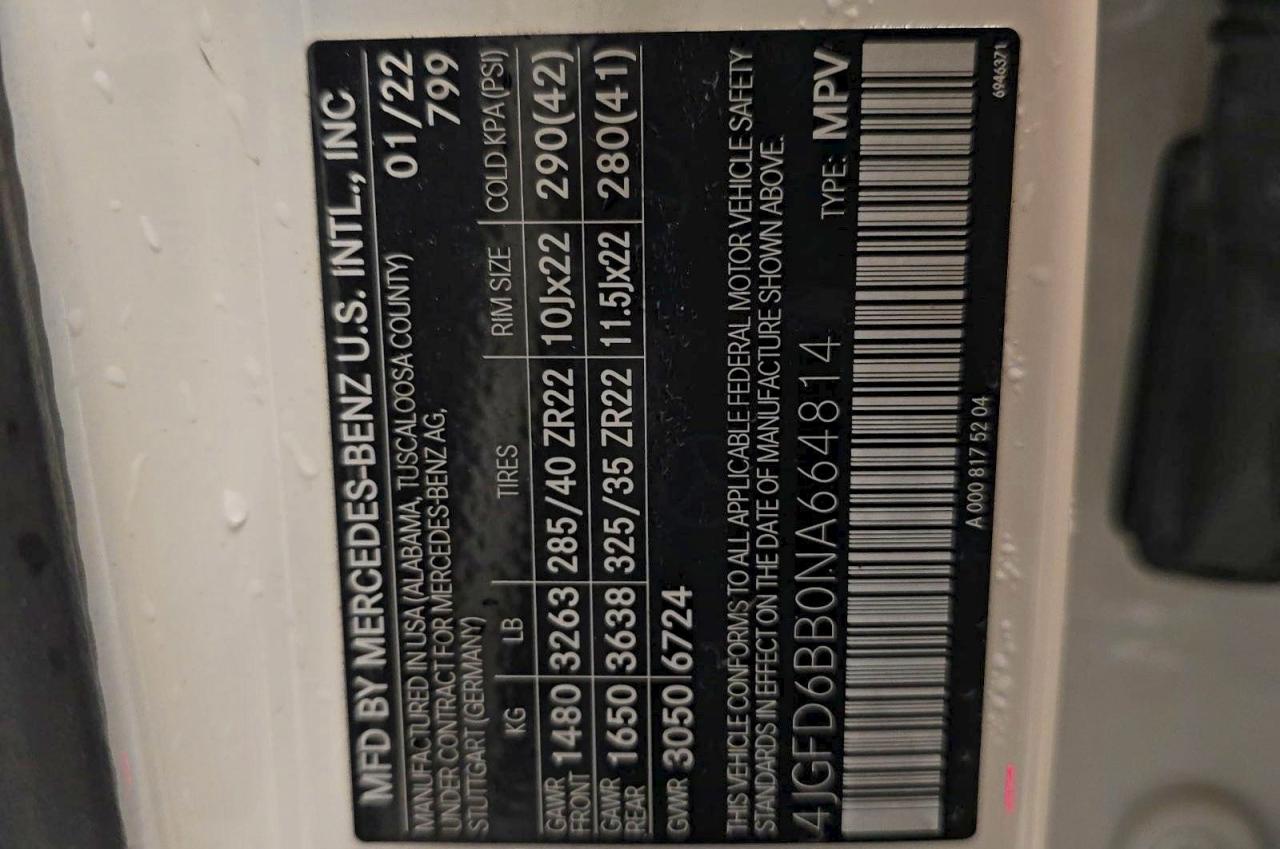 MFD BY MERCEDES-BENZ U.S. INTL., INC
MANUFACTURED IN USA (ALABAMA, TUSCALOOSA COUNTY) 01/22
UNDER CONTRACT FOR MERCEDES-BENZ AG, 799
STUTTGART (GERMANY)
KG LB TIRES RIM SIZE COLD KPA (PSI)
GAWR FRONT 1480 3263 285/40 ZR22 10Jx22 290(42)
GAWR REAR 1650 3638 325/35 ZR22 11.5Jx22 280(41)
GVWR 3050 6724
THIS VEHICLE CONFORMS TO ALL APPLICABLE FEDERAL MOTOR VEHICLE SAFETY
STANDARDS IN EFFECT ON THE DATE OF MANUFACTURE SHOWN ABOVE.
4JGFD6BB0NA664814 TYPE: MPV
A 000 817 52 04
6946371